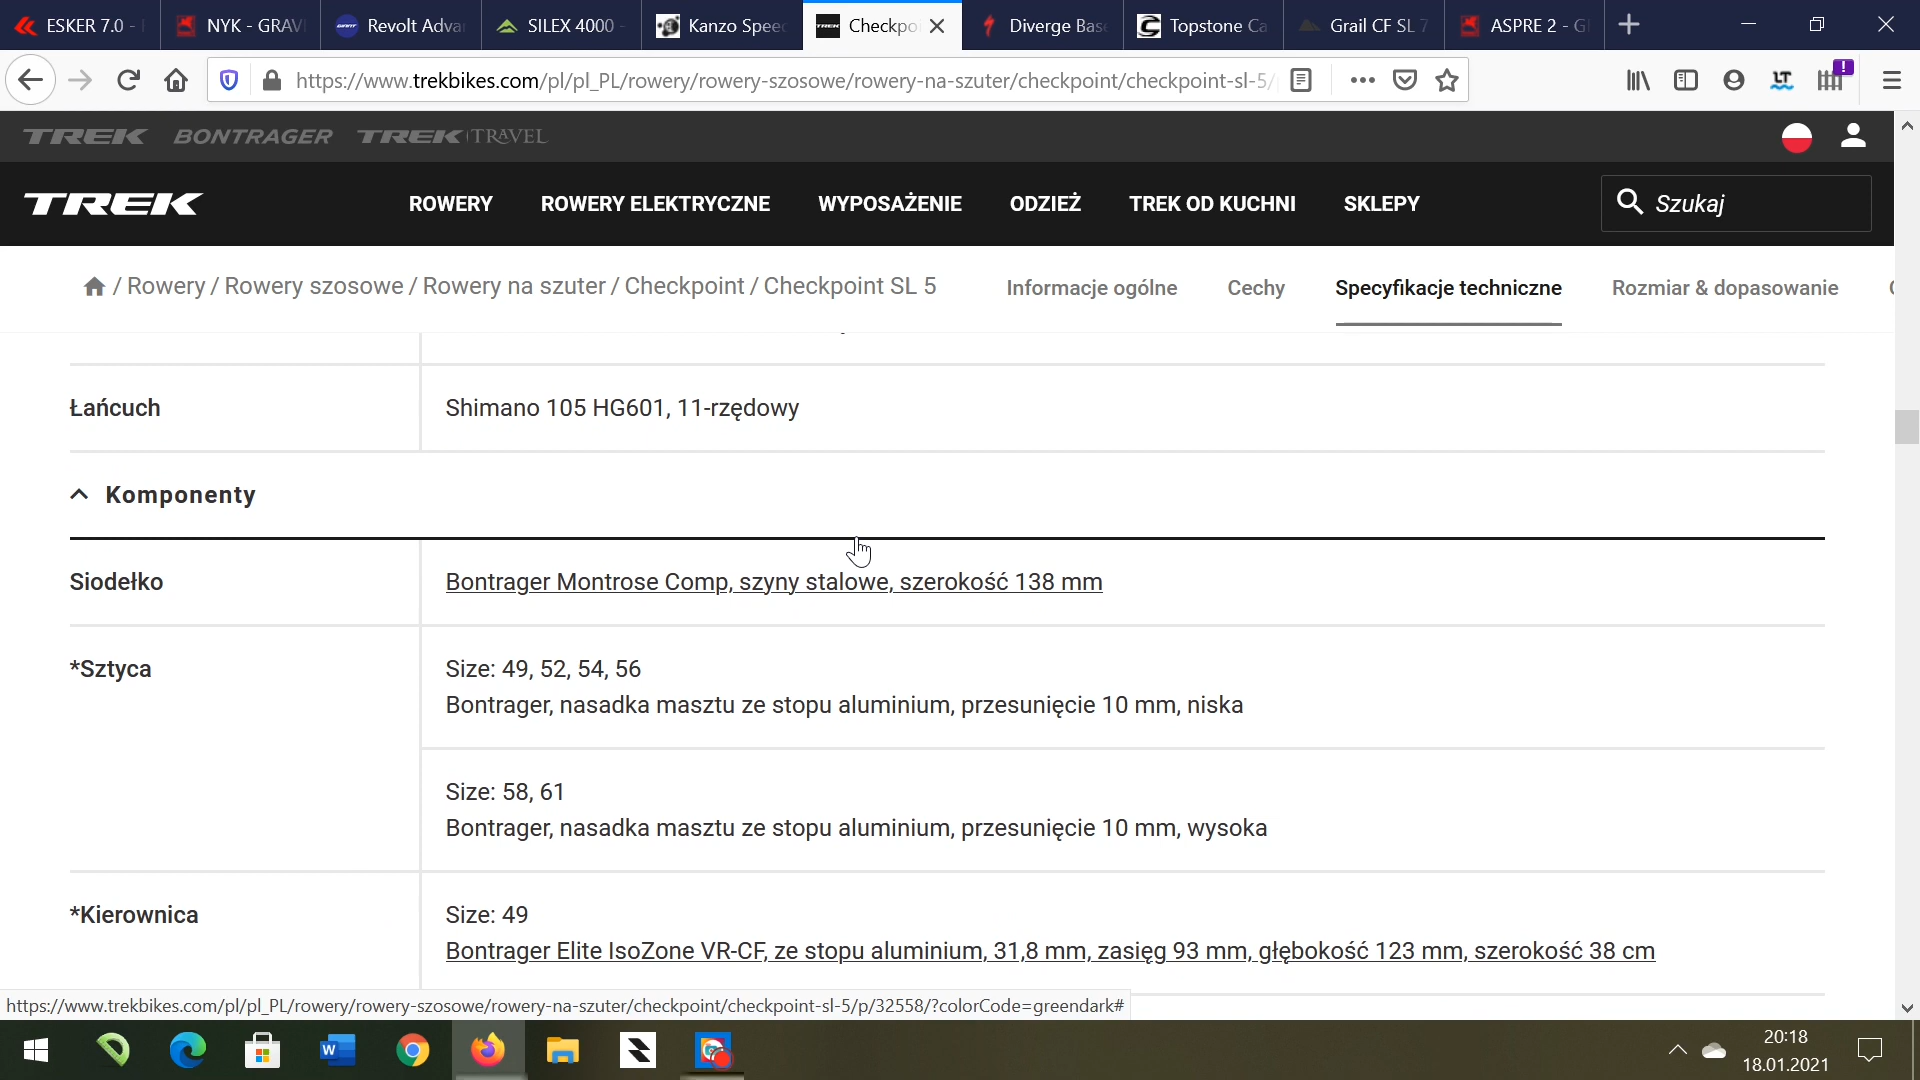 ESKER 7.0 -
NYK - GRAV
Revolt Adva
SILEX 4000 -
Kanzo Spee
Checkpo
Diverge Bas
Topstone Ca
Grail CF SL 7
ASPRE 2 - G
https://www.trekbikes.com/pl/pl_PL/rowery/rowery-szosowe/rowery-na-szuter/checkpoint/checkpoint-sl-5/
TREK BONTRAGER TREK TRAVEL
TREK
ROWERY ROWERY ELEKTRYCZNE WYPOSAŻENIE ODZIEŻ TREK OD KUCHNI SKLEPY
Szukaj
/ Rowery / Rowery szosowe / Rowery na szuter / Checkpoint / Checkpoint SL 5
Informacje ogólne Cechy Specyfikacje techniczne Rozmiar & dopasowanie
Łańcuch
Shimano 105 HG601, 11-rzędowy
Komponenty
Siodełko
Bontrager Montrose Comp, szyny stalowe, szerokość 138 mm
*Sztyca
Size: 49, 52, 54, 56
Bontrager, nasadka masztu ze stopu aluminium, przesunięcie 10 mm, niska
Size: 58, 61
Bontrager, nasadka masztu ze stopu aluminium, przesunięcie 10 mm, wysoka
*Kierownica
Size: 49
Bontrager Elite IsoZone VR-CF, ze stopu aluminium, 31,8 mm, zasięg 93 mm, głębokość 123 mm, szerokość 38 cm
https://www.trekbikes.com/pl/pl_PL/rowery/rowery-szosowe/rowery-na-szuter/checkpoint/checkpoint-sl-5/p/32558/?colorCode=greendark#
20:18
18.01.2021